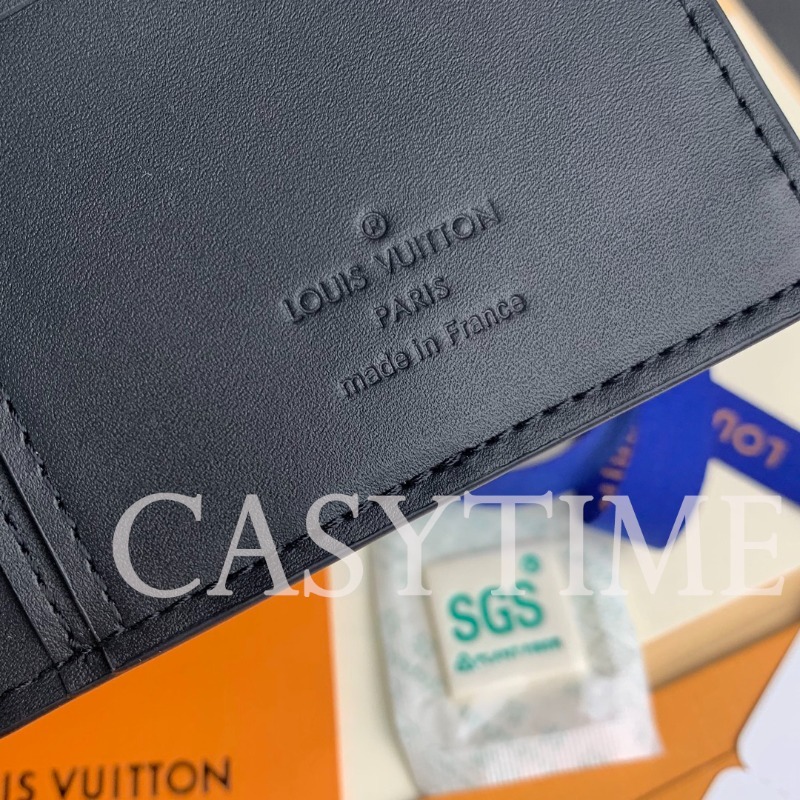 ®
LOUIS VUITTON
PARIS
made in France
LOU
CASYTIME
SGS
IS VUITTON